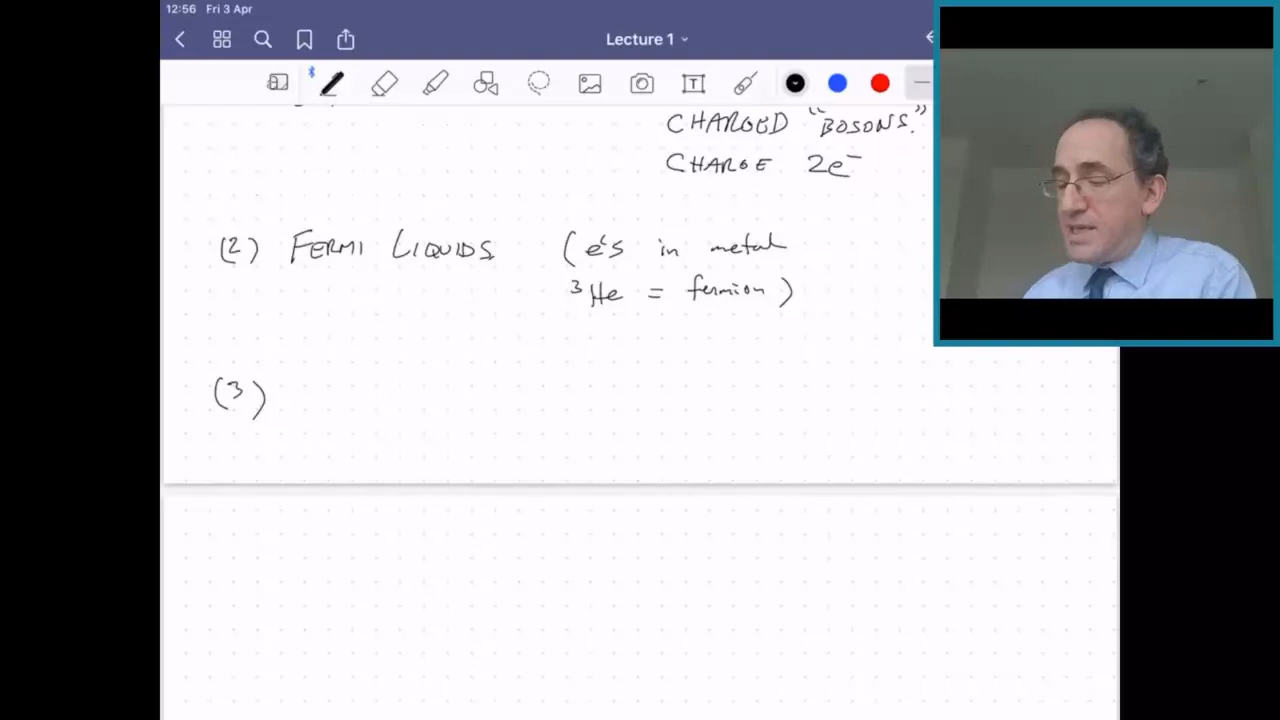 12:56 Fri 3 Apr
Lecture 1
T
CHARGED "BOSONS."
CHARGE 2e⁻
(2) FERMI LIQUIDS (e's in metal
³He = fermion)
(3)